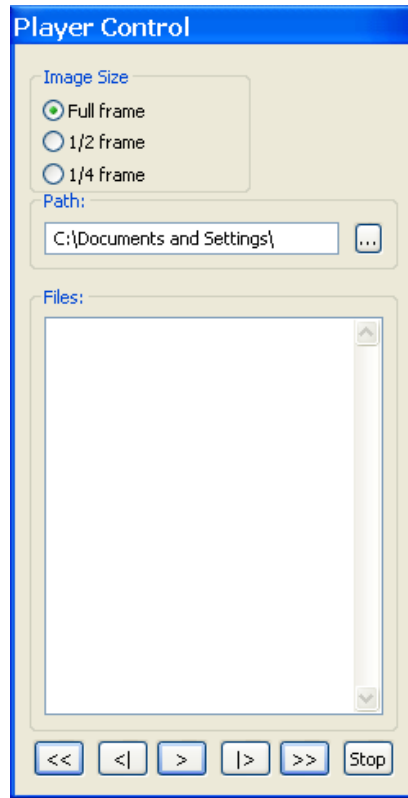 Player Control
Image Size
Full frame
1/2 frame
1/4 frame
Path:
C:\Documents and Settings\
...
Files:
<< <| > |> >> Stop